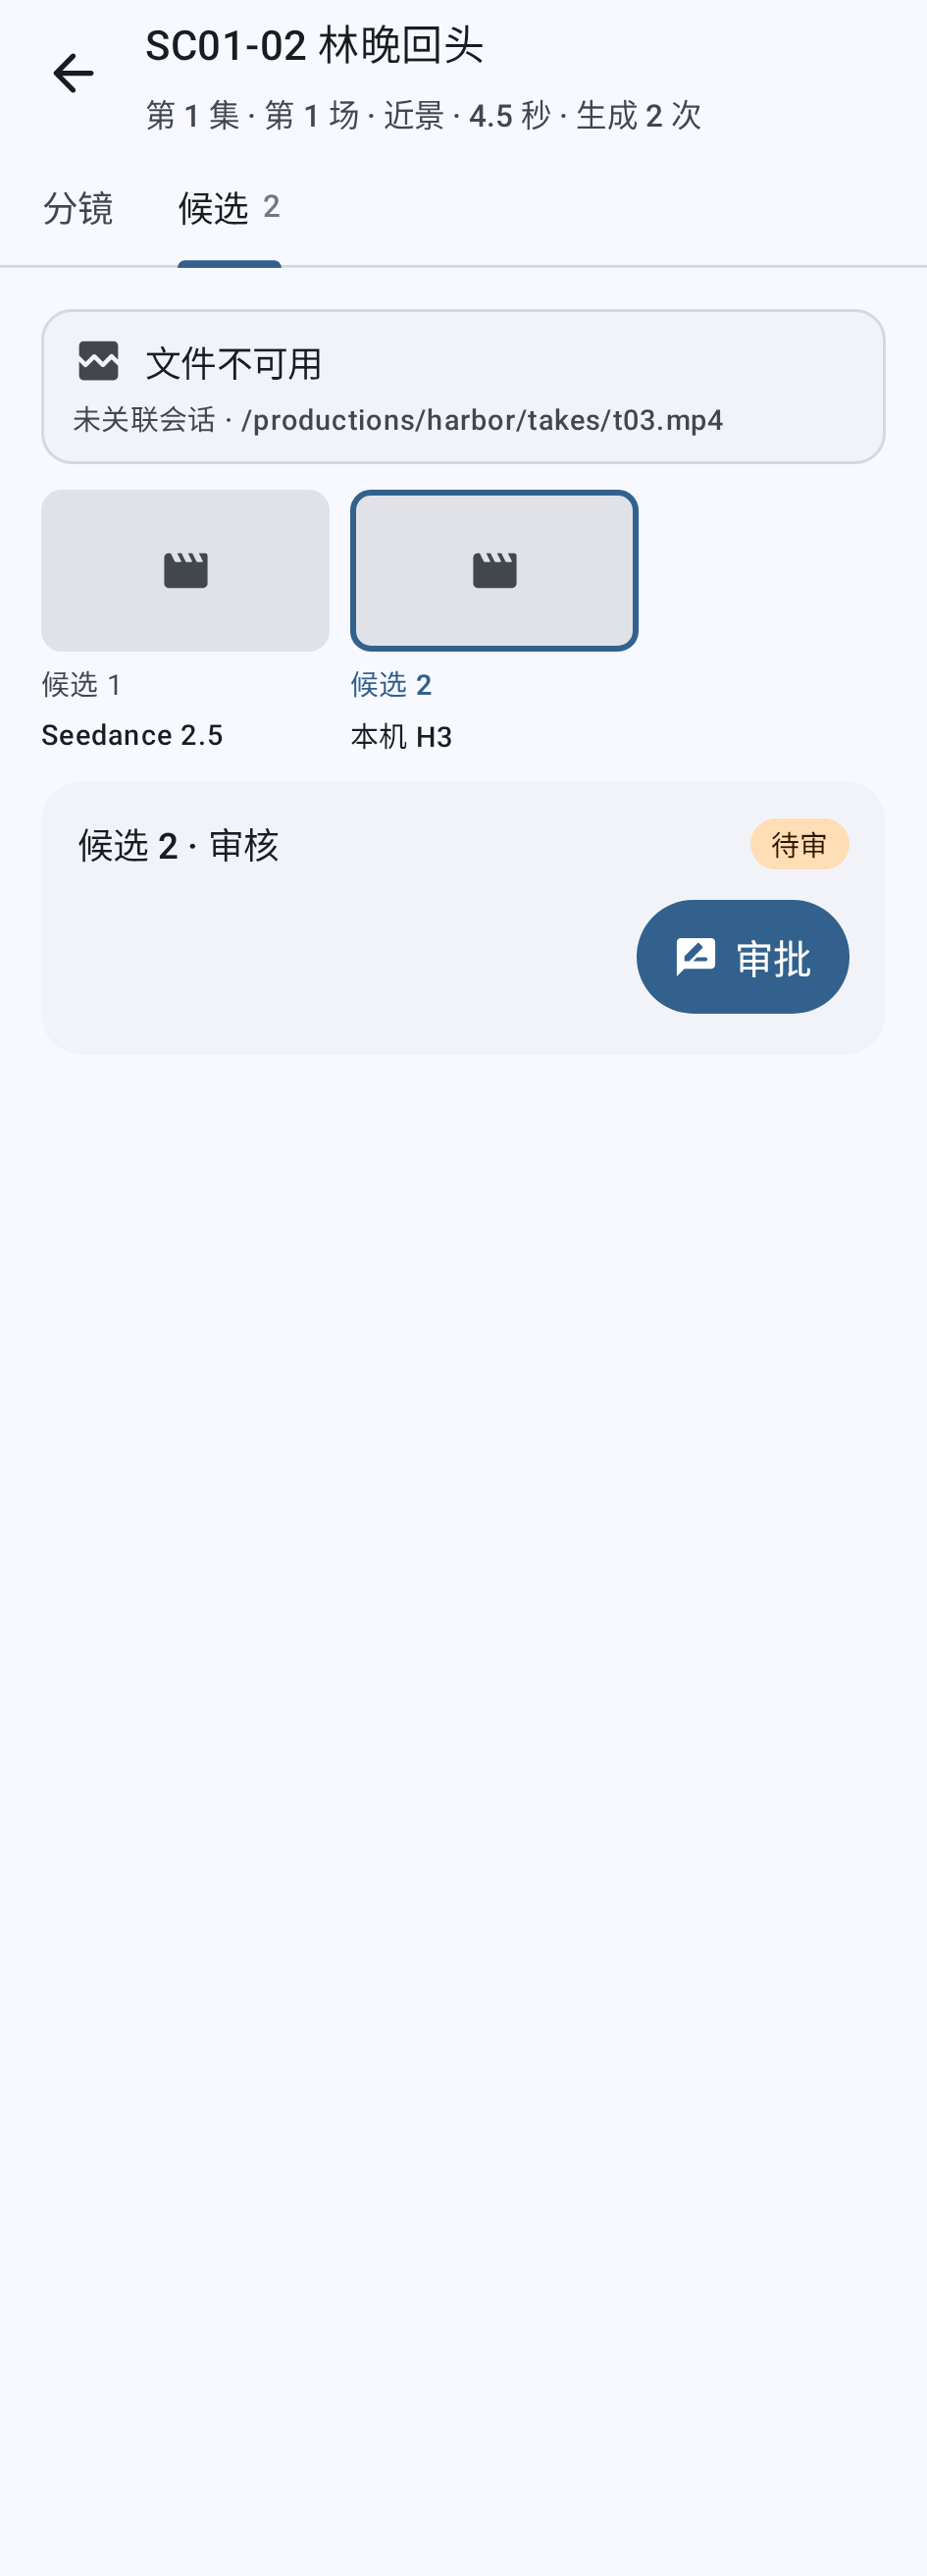 SC01-02 林晚回头
第 1 集 · 第 1 场 · 近景 · 4.5 秒 · 生成 2 次
分镜 候选 2
文件不可用
未关联会话 · /productions/harbor/takes/t03.mp4
候选 1 候选 2
Seedance 2.5 本机 H3
候选 2 · 审核 待审
审批